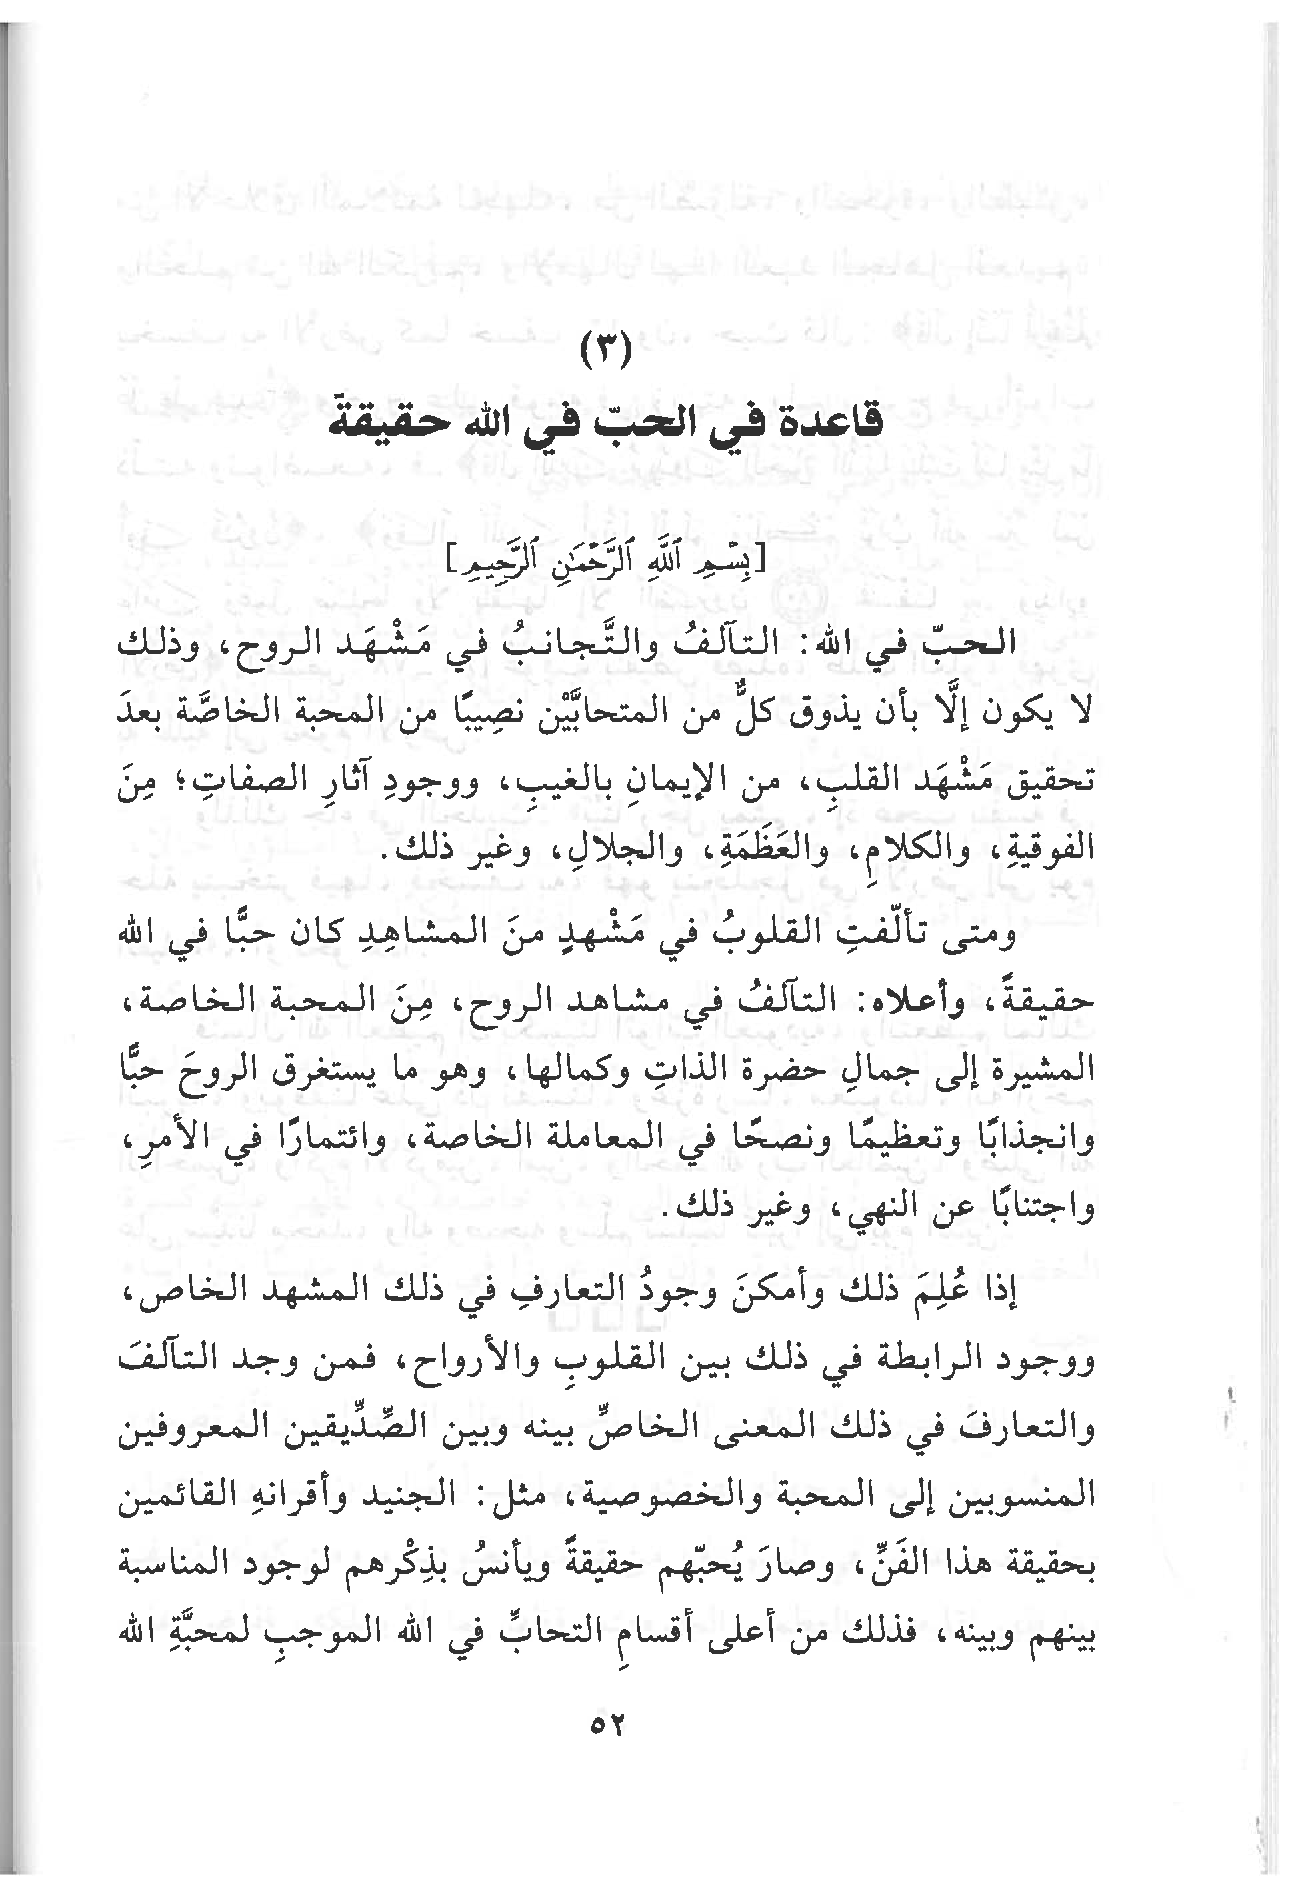 (٣)
قاعدة في الحبّ في الله حقيقةً
[بِسْمِ ٱللَّهِ ٱلرَّحْمَٰنِ ٱلرَّحِيمِ]
الحبّ في الله: التآلفُ والتَّجانبُ في مَشْهَد الروح، وذلك
لا يكون إلَّا بأن يذوق كلٌّ من المتحابَّيْن نصِيبًا من المحبة الخاصَّة بعدَ
تحقيق مَشْهَد القلبِ، من الإيمانِ بالغيبِ، ووجودِ آثارِ الصفاتِ؛ مِنَ
الفوقيةِ، والكلامِ، والعَظَمَةِ، والجلالِ، وغير ذلك.
ومتى تألّفتِ القلوبُ في مَشْهدٍ منَ المشاهِدِ كان حبًّا في الله
حقيقةً، وأعلاه: التآلفُ في مشاهد الروح، مِنَ المحبة الخاصة،
المشيرة إلى جمالِ حضرة الذاتِ وكمالها، وهو ما يستغرق الروحَ حبًّا
وانجذابًا وتعظيمًا ونصحًا في المعاملة الخاصة، وائتمارًا في الأمرِ،
واجتنابًا عن النهي، وغير ذلك.
إذا عُلِمَ ذلك وأمكنَ وجودُ التعارفِ في ذلك المشهد الخاص،
ووجود الرابطة في ذلك بين القلوبِ والأرواح، فمن وجد التآلفَ
والتعارفَ في ذلك المعنى الخاصِّ بينه وبين الصِّدِّيقين المعروفين
المنسوبين إلى المحبة والخصوصية، مثل: الجنيد وأقرانهِ القائمين
بحقيقة هذا الفَنِّ، وصارَ يُحبّهم حقيقةً ويأنسُ بذِكْرهم لوجود المناسبة
بينهم وبينه، فذلك من أعلى أقسامِ التحابِّ في الله الموجبِ لمحبَّةِ الله
٥٢